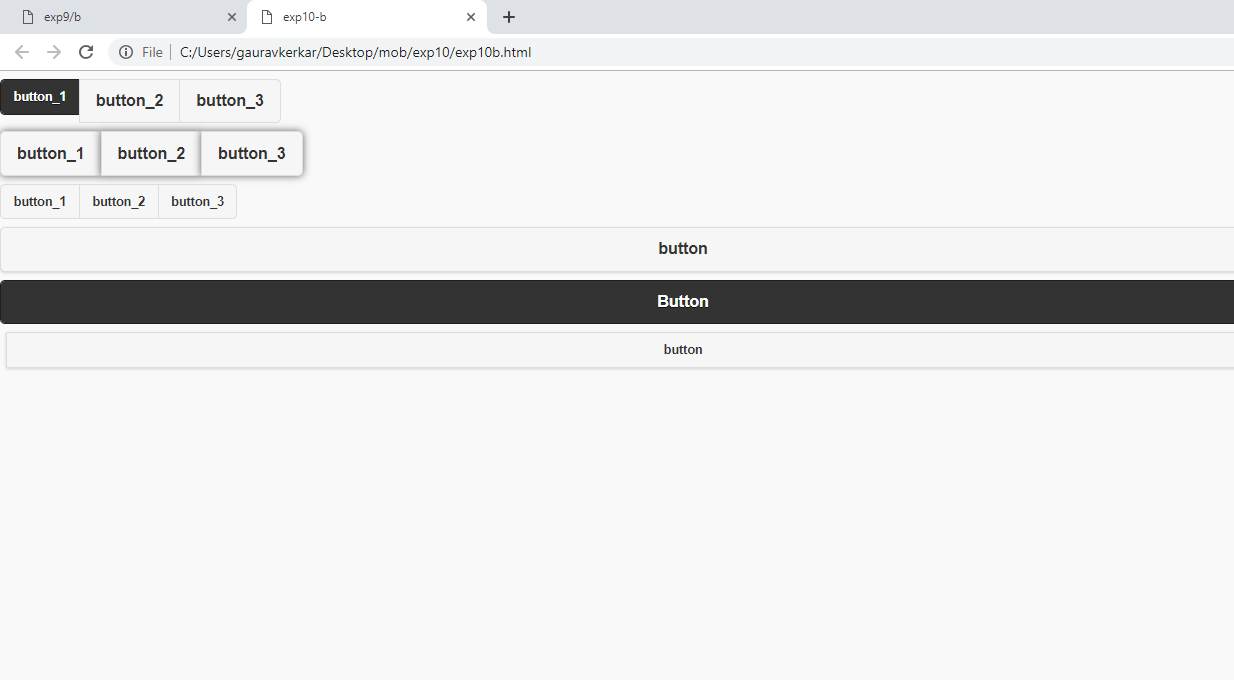 exp9/b exp10-b
File C:/Users/gauravkerkar/Desktop/mob/exp10/exp10b.html
button_1 button_2 button_3
button_1 button_2 button_3
button_1 button_2 button_3
button
Button
button